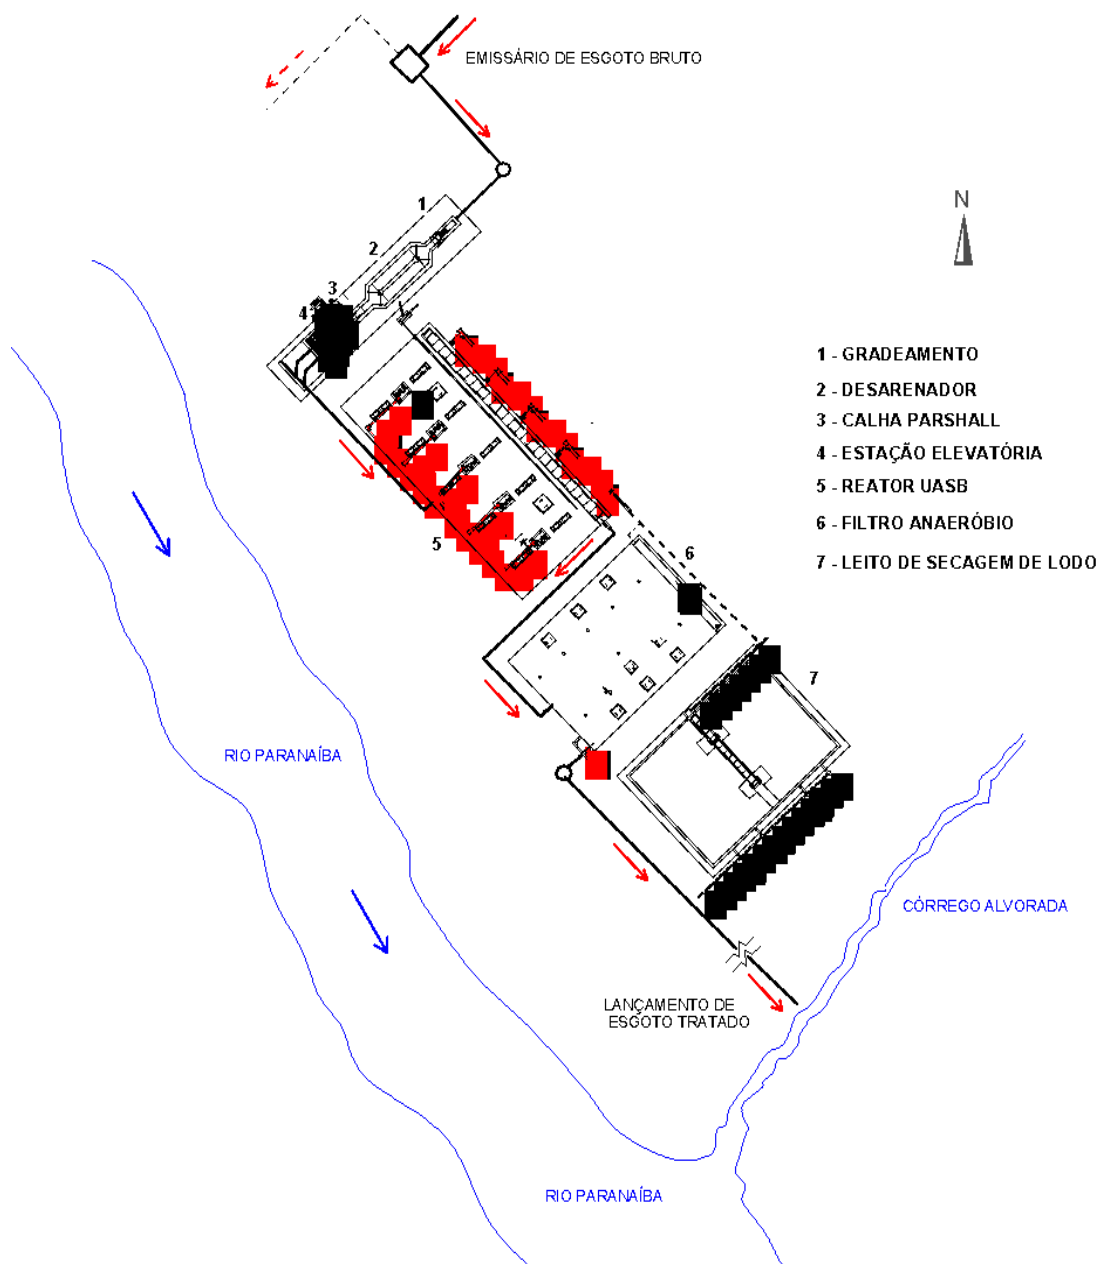 EMISSÁRIO DE ESGOTO BRUTO
N
1
2
3
4
1 - GRADEAMENTO
2 - DESARENADOR
3 - CALHA PARSHALL
4 - ESTAÇÃO ELEVATÓRIA
5 - REATOR UASB
6 - FILTRO ANAERÓBIO
7 - LEITO DE SECAGEM DE LODO
5
6
7
RIO PARANAÍBA
CÓRREGO ALVORADA
LANÇAMENTO DE
ESGOTO TRATADO
RIO PARANAÍBA